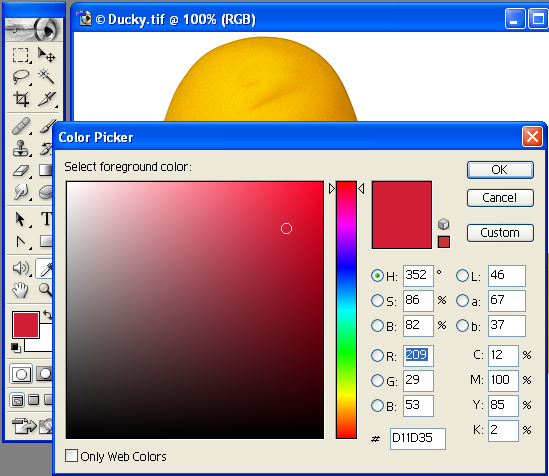 © Ducky.tif @ 100% (RGB)
Color Picker
Select foreground color:
OK
Cancel
Custom
H: 352 ° L: 46
S: 86 % a: 67
B: 82 % b: 37
R: 209 C: 12 %
G: 29 M: 100 %
B: 53 Y: 85 %
# D11D35 K: 2 %
Only Web Colors
T